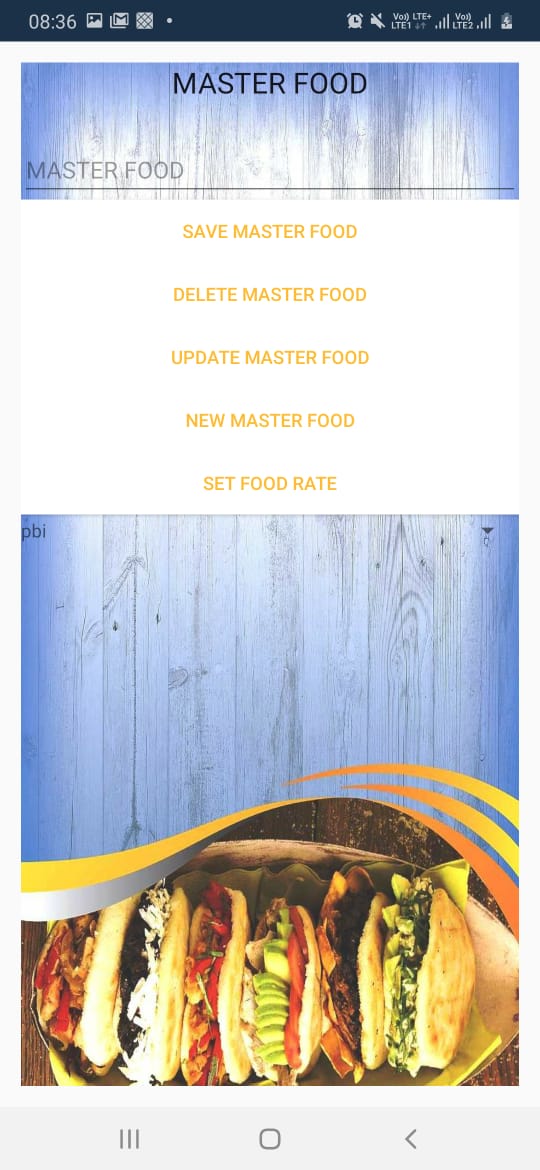 08:36
Vo) LTE+ Vo)
LTE1 ↓↑ LTE2
MASTER FOOD
MASTER FOOD
SAVE MASTER FOOD
DELETE MASTER FOOD
UPDATE MASTER FOOD
NEW MASTER FOOD
SET FOOD RATE
pbi